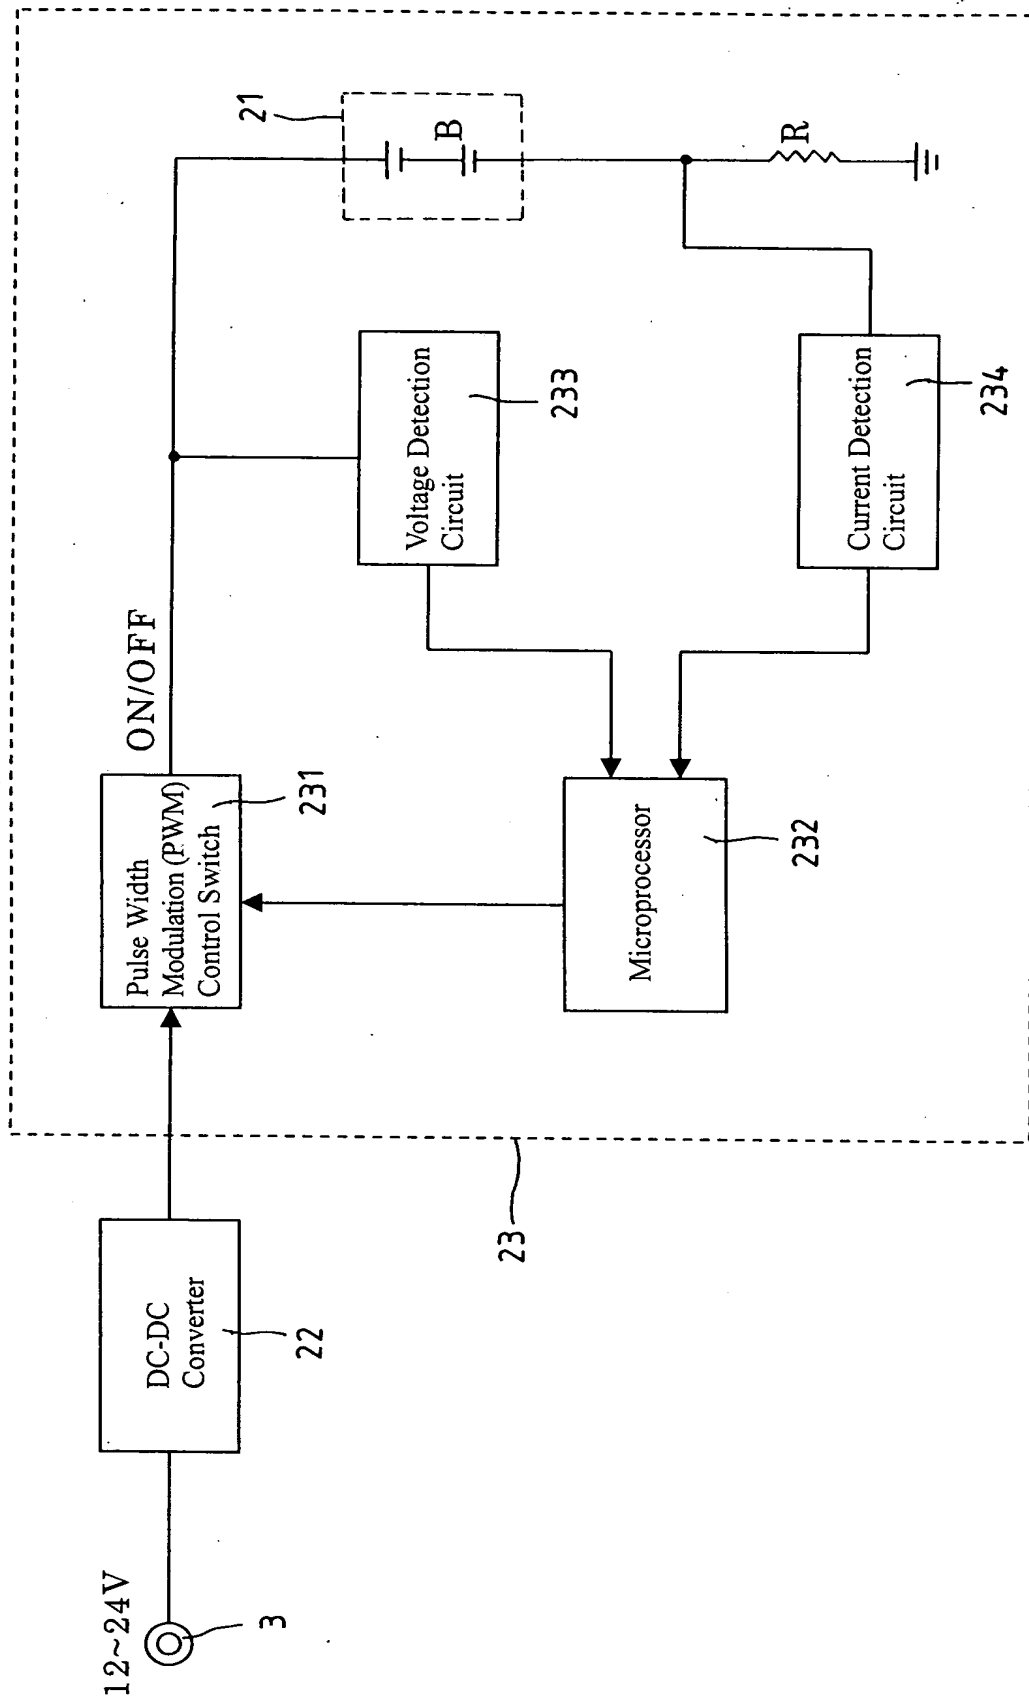 12~24V
3
DC-DC
Converter
22
23
Pulse Width
Modulation (PWM)
Control Switch
231
ON/OFF
Microprocessor
232
Voltage Detection
Circuit
233
Current Detection
Circuit
234
21
B
R